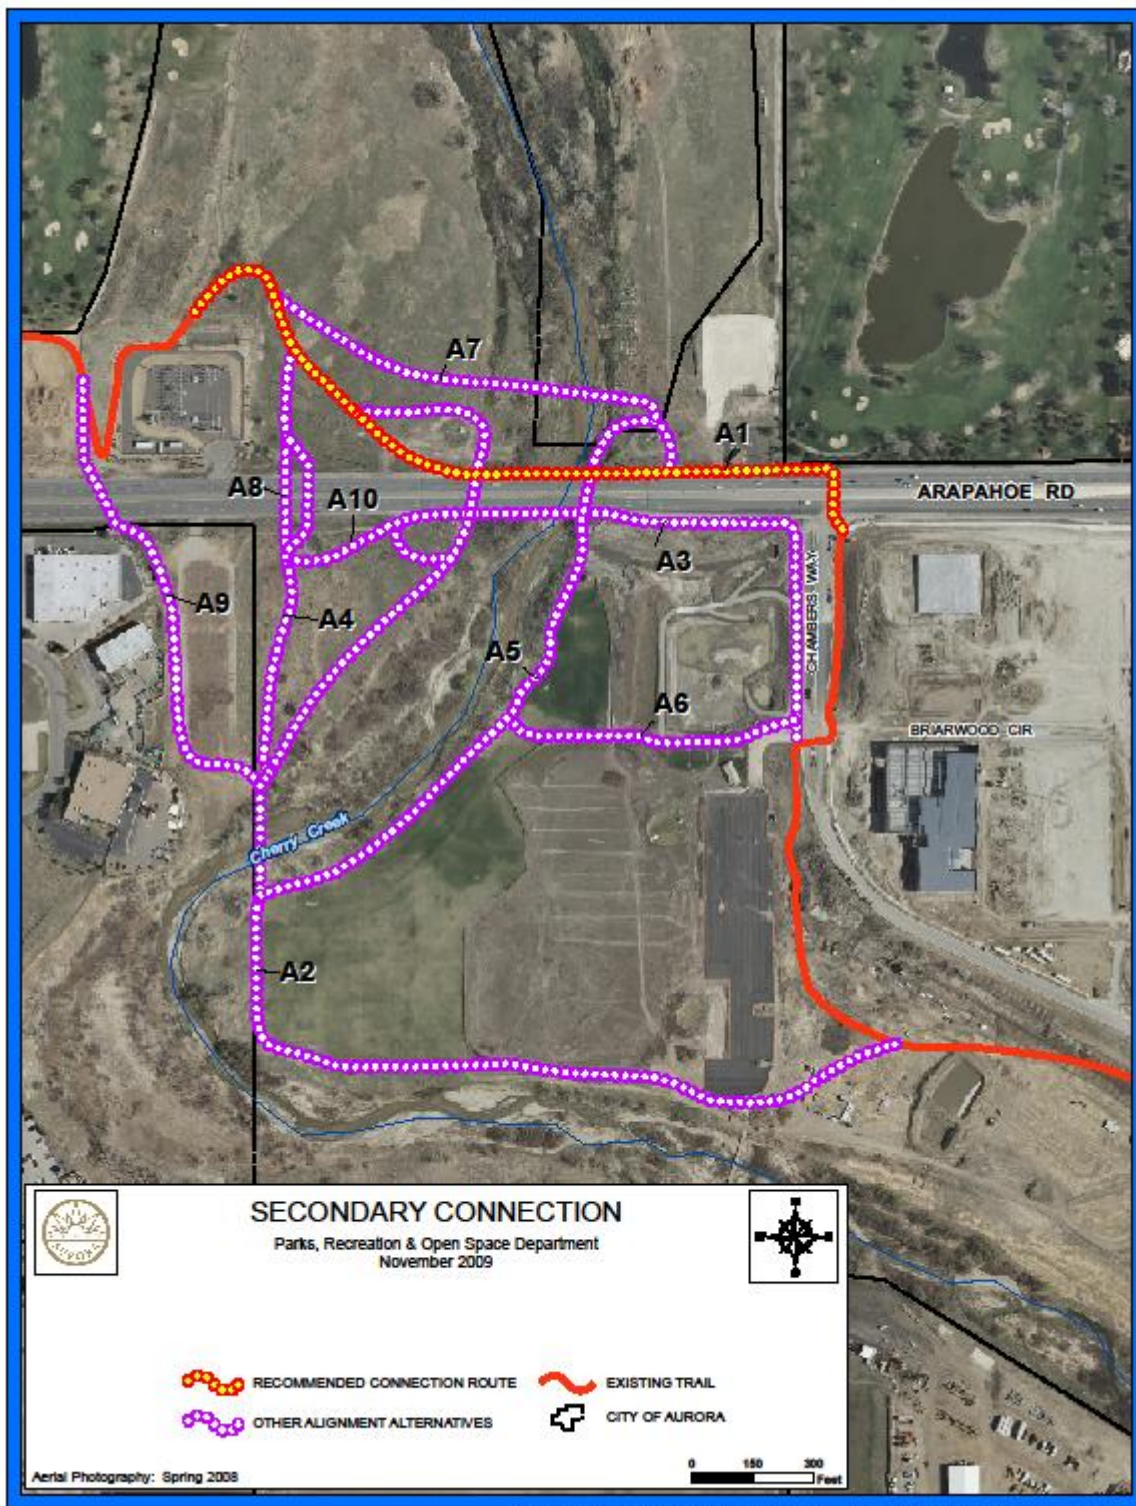 A7
A1
A8
ARAPAHOE RD
A10
A3
CHAMBERS WAY
A9
A4
A5
A6
BRIARWOOD CIR
Cherry Creek
A2
SECONDARY CONNECTION
Parks, Recreation & Open Space Department
November 2009
AURORA
RECOMMENDED CONNECTION ROUTE
EXISTING TRAIL
OTHER ALIGNMENT ALTERNATIVES
CITY OF AURORA
0 150 300
Feet
Aerial Photography: Spring 2008